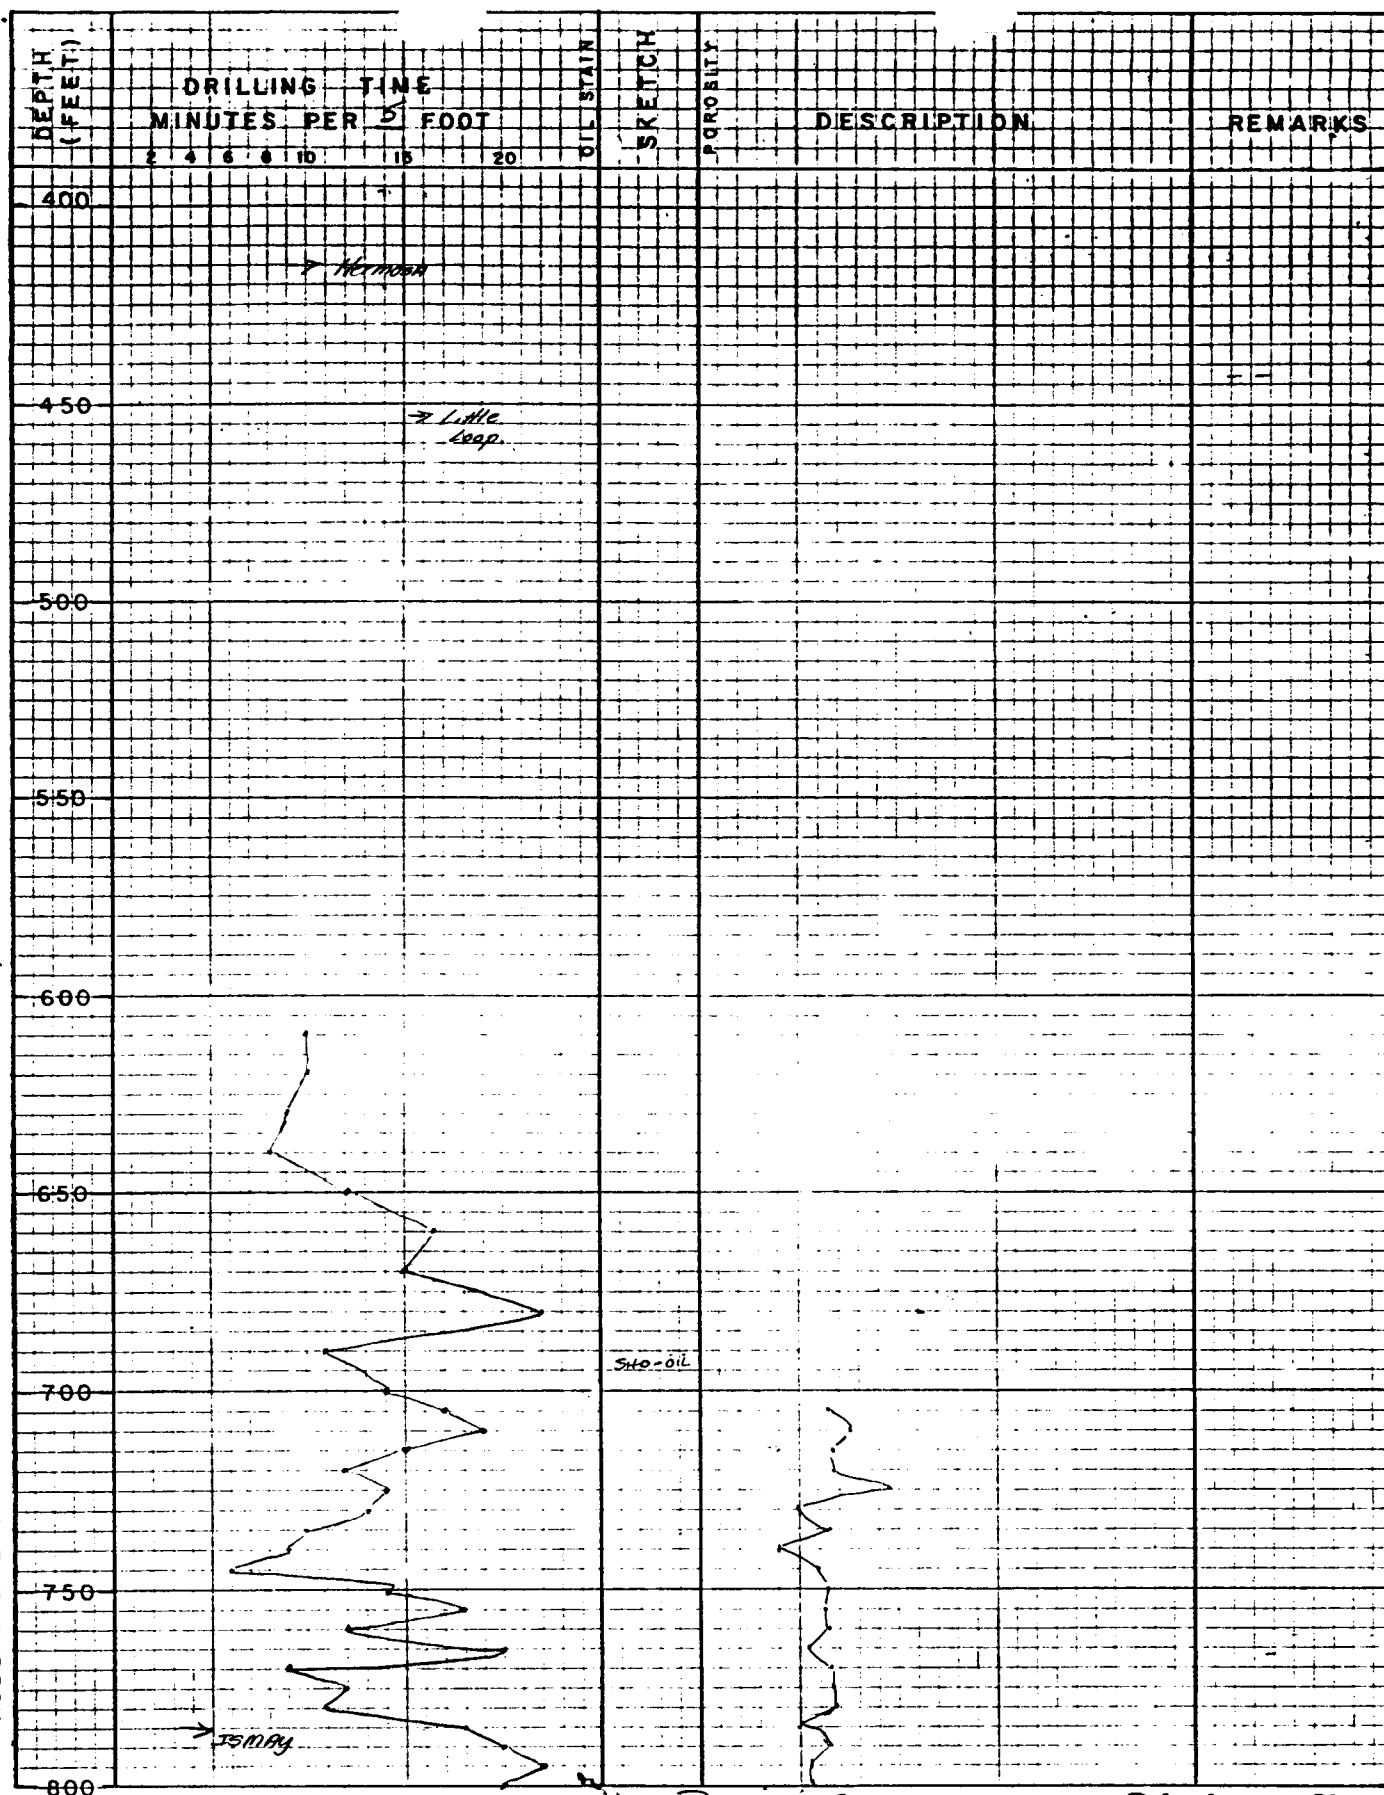 DEPTH (FEET)
DRILLING TIME
MINUTES PER 5 FOOT
2 4 6 8 10 15 20
OIL STAIN
SKETCH
POROSITY
DESCRIPTION
REMARKS
400
Hermosa
450
Little
Loop.
500
550
600
650
SHO-OIL
700
750
ISMAY
800